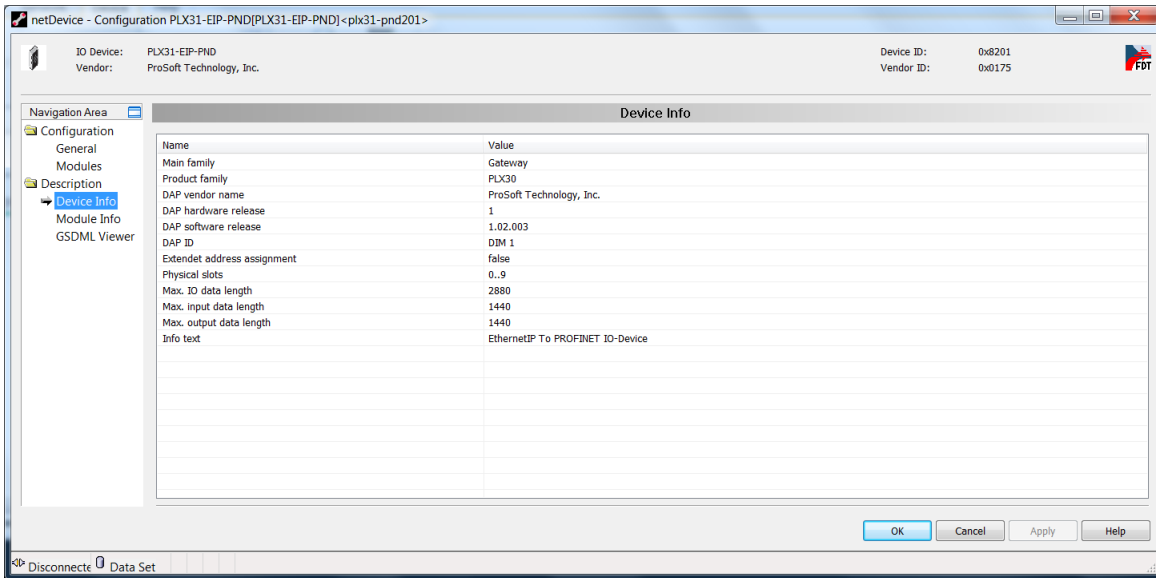 netDevice - Configuration PLX31-EIP-PND[PLX31-EIP-PND]<plx31-pnd201>
IO Device: PLX31-EIP-PND Device ID: 0x8201
Vendor: ProSoft Technology, Inc. Vendor ID: 0x0175
FDT
Navigation Area
Device Info
Configuration
General
Modules
Description
Device Info
Module Info
GSDML Viewer
Name Value
Main family Gateway
Product family PLX30
DAP vendor name ProSoft Technology, Inc.
DAP hardware release 1
DAP software release 1.02.003
DAP ID DIM 1
Extendet address assignment false
Physical slots 0..9
Max. IO data length 2880
Max. input data length 1440
Max. output data length 1440
Info text EthernetIP To PROFINET IO-Device
OK Cancel Apply Help
Disconnecte Data Set